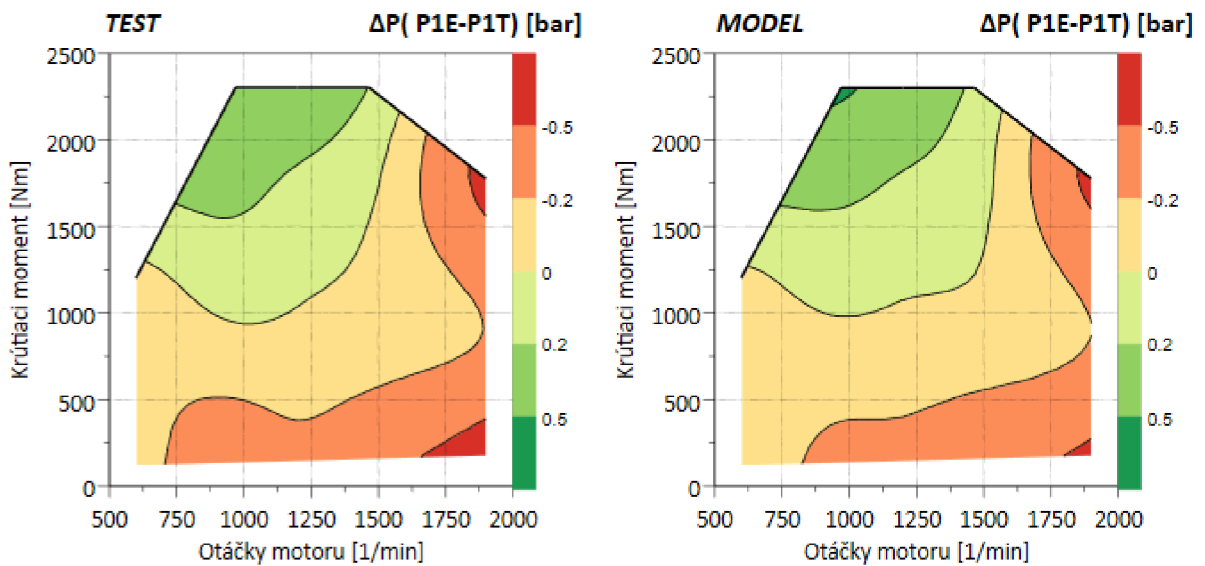 TEST
ΔP( P1E-P1T) [bar]
2500
2000
1500
1000
500
0
Krútiaci moment [Nm]
500 750 1000 1250 1500 1750 2000
Otáčky motoru [1/min]
-0.5
-0.2
0
0.2
0.5
MODEL
ΔP( P1E-P1T) [bar]
2500
2000
1500
1000
500
0
Krútiaci moment [Nm]
500 750 1000 1250 1500 1750 2000
Otáčky motoru [1/min]
-0.5
-0.2
0
0.2
0.5